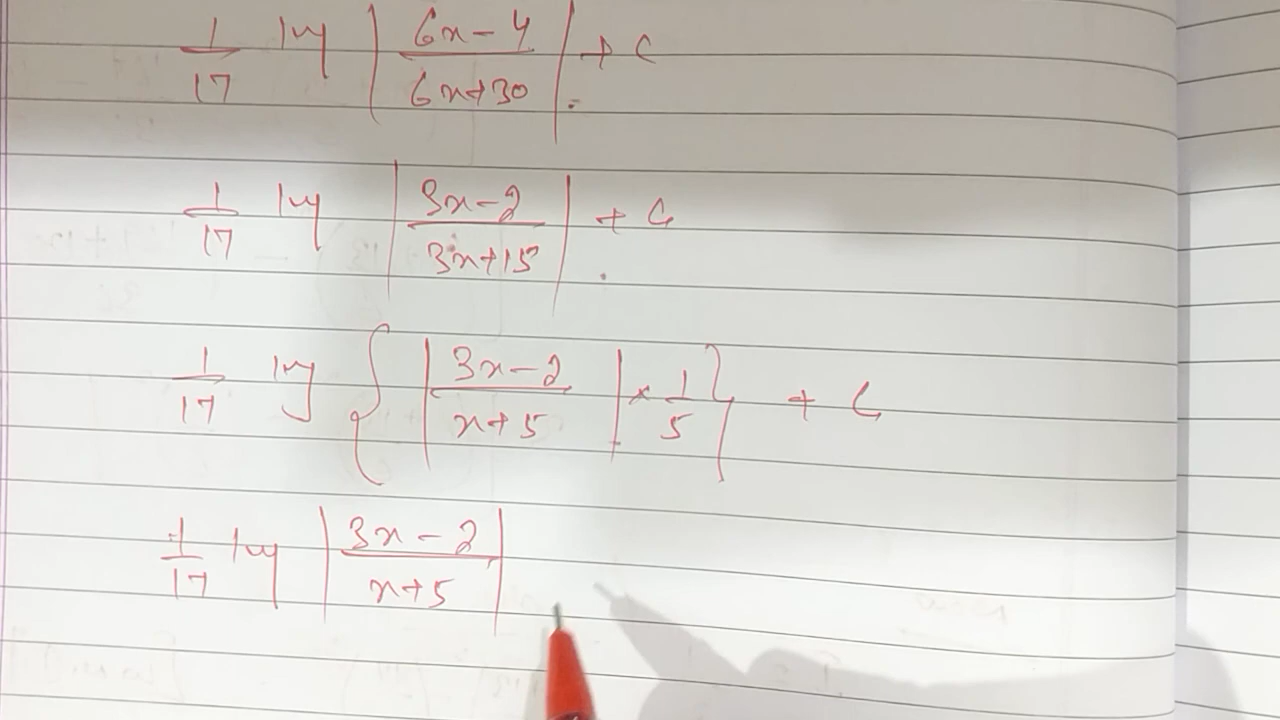 1/17 log |6x-4/6x+30| + C
1/17 log |3x-2/3x+15| + C
1/17 log { |3x-2/x+5| × 1/5 } + C
1/17 log |3x-2/x+5|